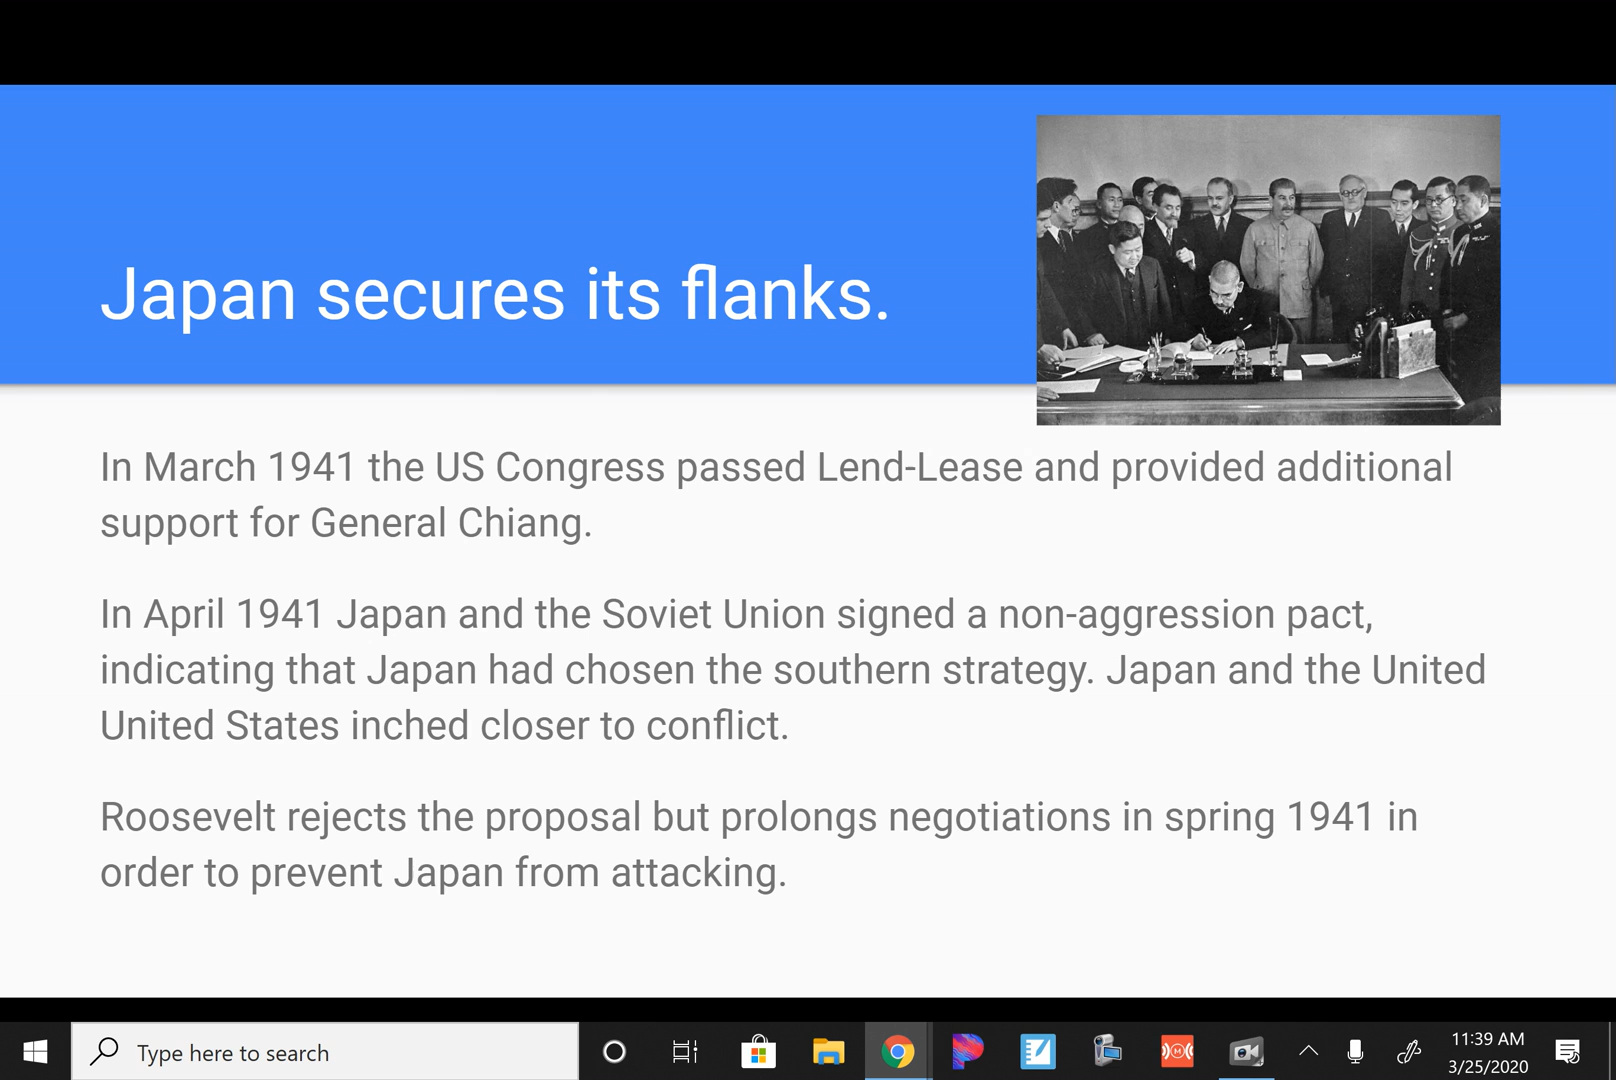 Japan secures its flanks.
In March 1941 the US Congress passed Lend-Lease and provided additional
support for General Chiang.
In April 1941 Japan and the Soviet Union signed a non-aggression pact,
indicating that Japan had chosen the southern strategy. Japan and the United
United States inched closer to conflict.
Roosevelt rejects the proposal but prolongs negotiations in spring 1941 in
order to prevent Japan from attacking.
Type here to search
11:39 AM
3/25/2020